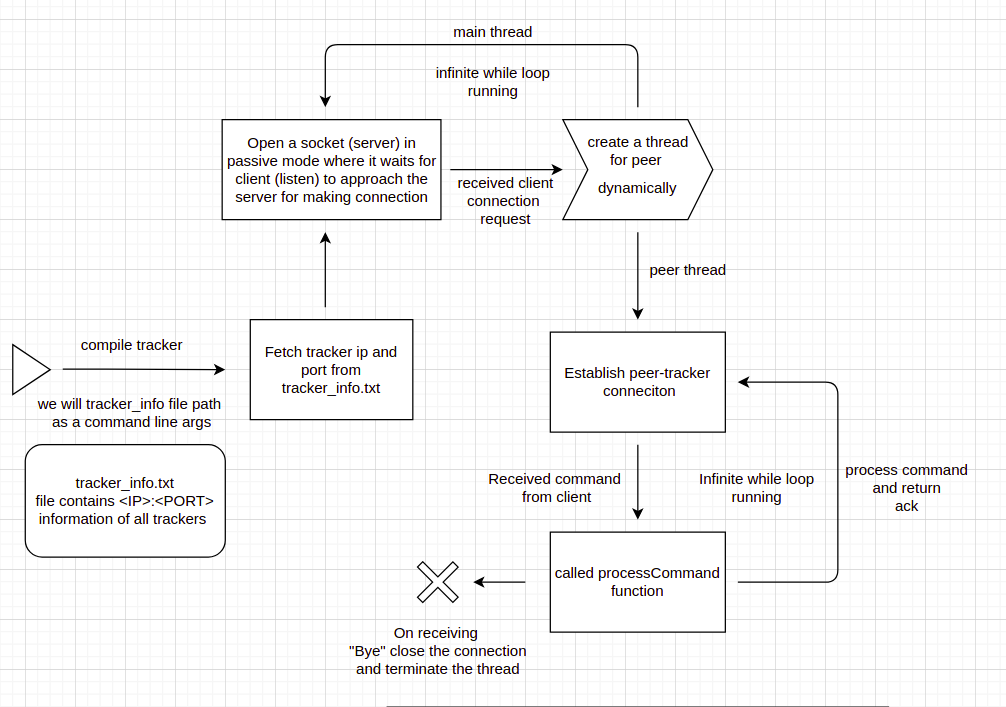 main thread
infinite while loop
running
Open a socket (server) in
passive mode where it waits for
client (listen) to approach the
server for making connection
received client
connection
request
create a thread
for peer
dynamically
peer thread
compile tracker
we will tracker_info file path
as a command line args
Fetch tracker ip and
port from
tracker_info.txt
Establish peer-tracker
conneciton
tracker_info.txt
file contains <IP>:<PORT>
information of all trackers
Received command
from client
Infinite while loop
running
process command
and return
ack
called processCommand
function
On receiving
"Bye" close the connection
and terminate the thread